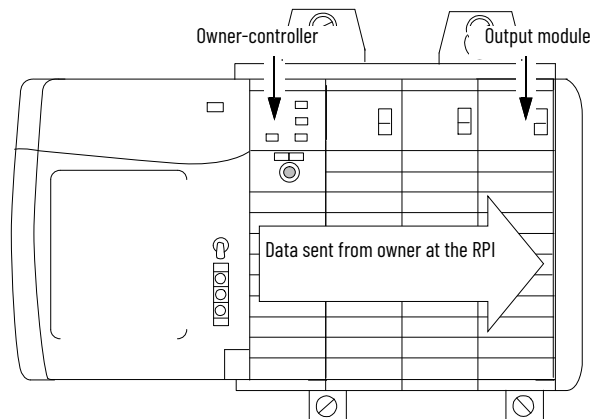 Owner-controller
Output module
Data sent from owner at the RPI